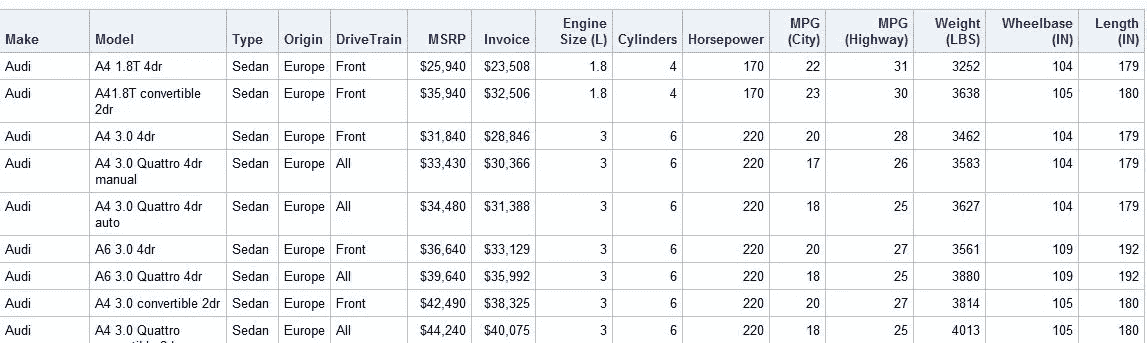 Engine MPG MPG Weight Wheelbase Length
Make Model Type Origin DriveTrain MSRP Invoice Size (L) Cylinders Horsepower (City) (Highway) (LBS) (IN) (IN)
Audi A4 1.8T 4dr Sedan Europe Front $25,940 $23,508 1.8 4 170 22 31 3252 104 179
Audi A41.8T convertible Sedan Europe Front $35,940 $32,506 1.8 4 170 23 30 3638 105 180
2dr
Audi A4 3.0 4dr Sedan Europe Front $31,840 $28,846 3 6 220 20 28 3462 104 179
Audi A4 3.0 Quattro 4dr Sedan Europe All $33,430 $30,366 3 6 220 17 26 3583 104 179
manual
Audi A4 3.0 Quattro 4dr Sedan Europe All $34,480 $31,388 3 6 220 18 25 3627 104 179
auto
Audi A6 3.0 4dr Sedan Europe Front $36,640 $33,129 3 6 220 20 27 3561 109 192
Audi A6 3.0 Quattro 4dr Sedan Europe All $39,640 $35,992 3 6 220 18 25 3880 109 192
Audi A4 3.0 convertible 2dr Sedan Europe Front $42,490 $38,325 3 6 220 20 27 3814 105 180
Audi A4 3.0 Quattro Sedan Europe All $44,240 $40,075 3 6 220 18 25 4013 105 180